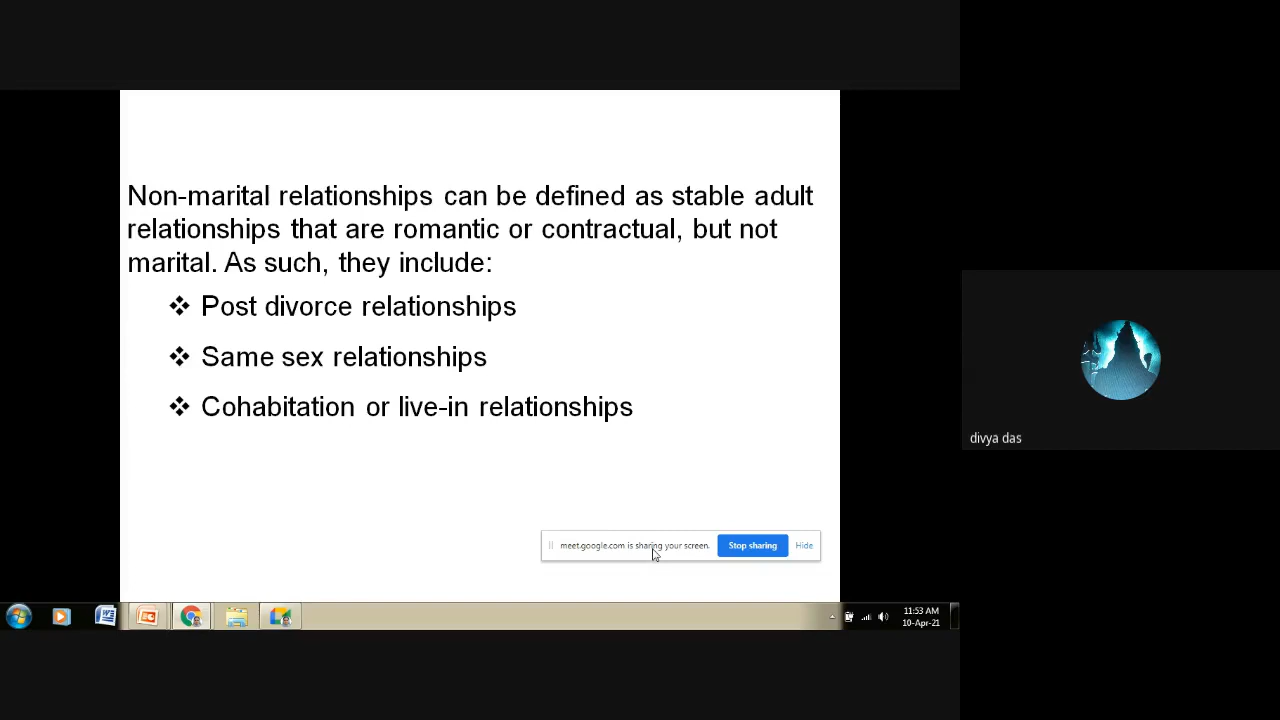 Non-marital relationships can be defined as stable adult
relationships that are romantic or contractual, but not
marital. As such, they include:
❖ Post divorce relationships
❖ Same sex relationships
❖ Cohabitation or live-in relationships
divya das
meet.google.com is sharing your screen. Stop sharing Hide
11:53 AM
10-Apr-21